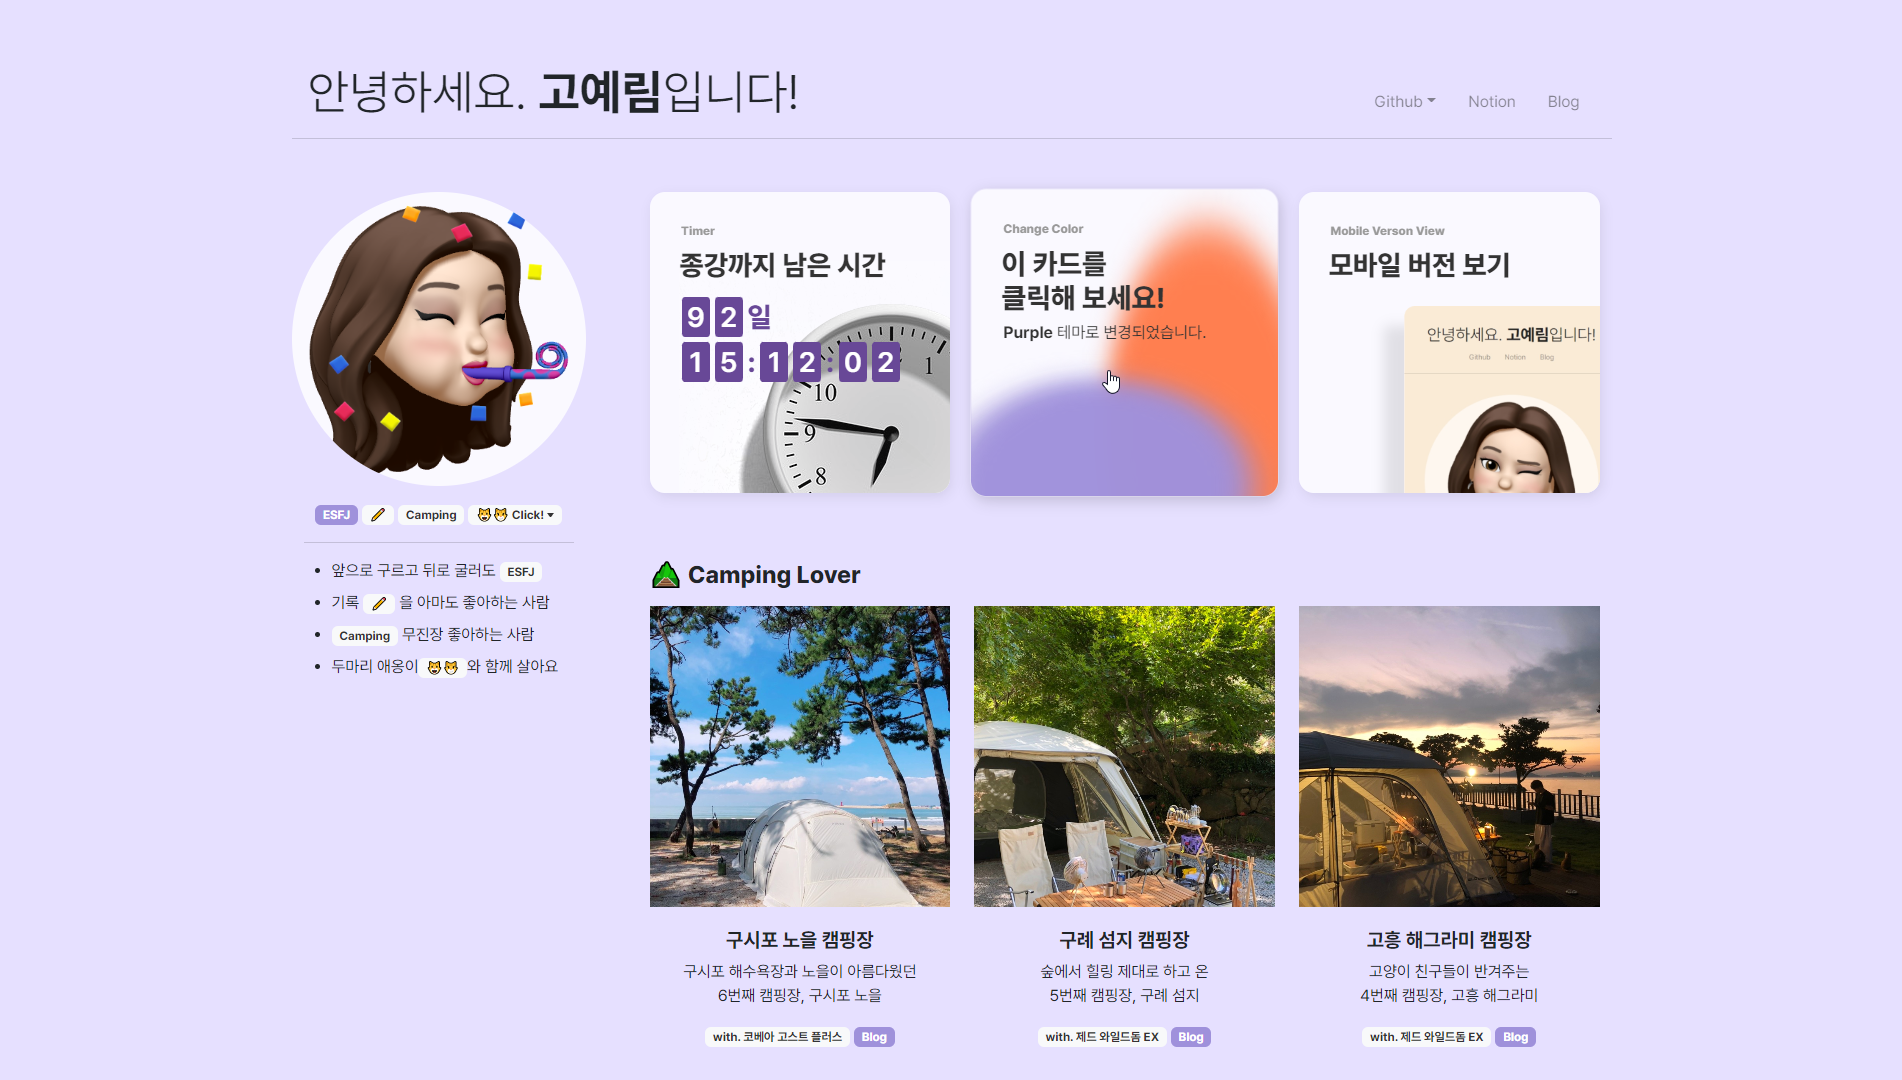 안녕하세요. 고예림입니다!
Github
Notion
Blog
ESFJ
Camping
Click!
앞으로 구르고 뒤로 굴러도 ESFJ
기록 을 아마도 좋아하는 사람
Camping 무진장 좋아하는 사람
두마리 애옹이 와 함께 살아요
Timer
종강까지 남은 시간
92일
15:12:02
1
10
9
8
Change Color
이 카드를
클릭해 보세요!
Purple 테마로 변경되었습니다.
Mobile Verson View
모바일 버전 보기
안녕하세요. 고예림입니다!
Github
Notion
Blog
Camping Lover
구시포 노을 캠핑장
구시포 해수욕장과 노을이 아름다웠던
6번째 캠핑장, 구시포 노을
with. 코베아 고스트 플러스
Blog
구례 섬지 캠핑장
숲에서 힐링 제대로 하고 온
5번째 캠핑장, 구례 섬지
with. 제드 와일드돔 EX
Blog
고흥 해그라미 캠핑장
고양이 친구들이 반겨주는
4번째 캠핑장, 고흥 해그라미
with. 제드 와일드돔 EX
Blog